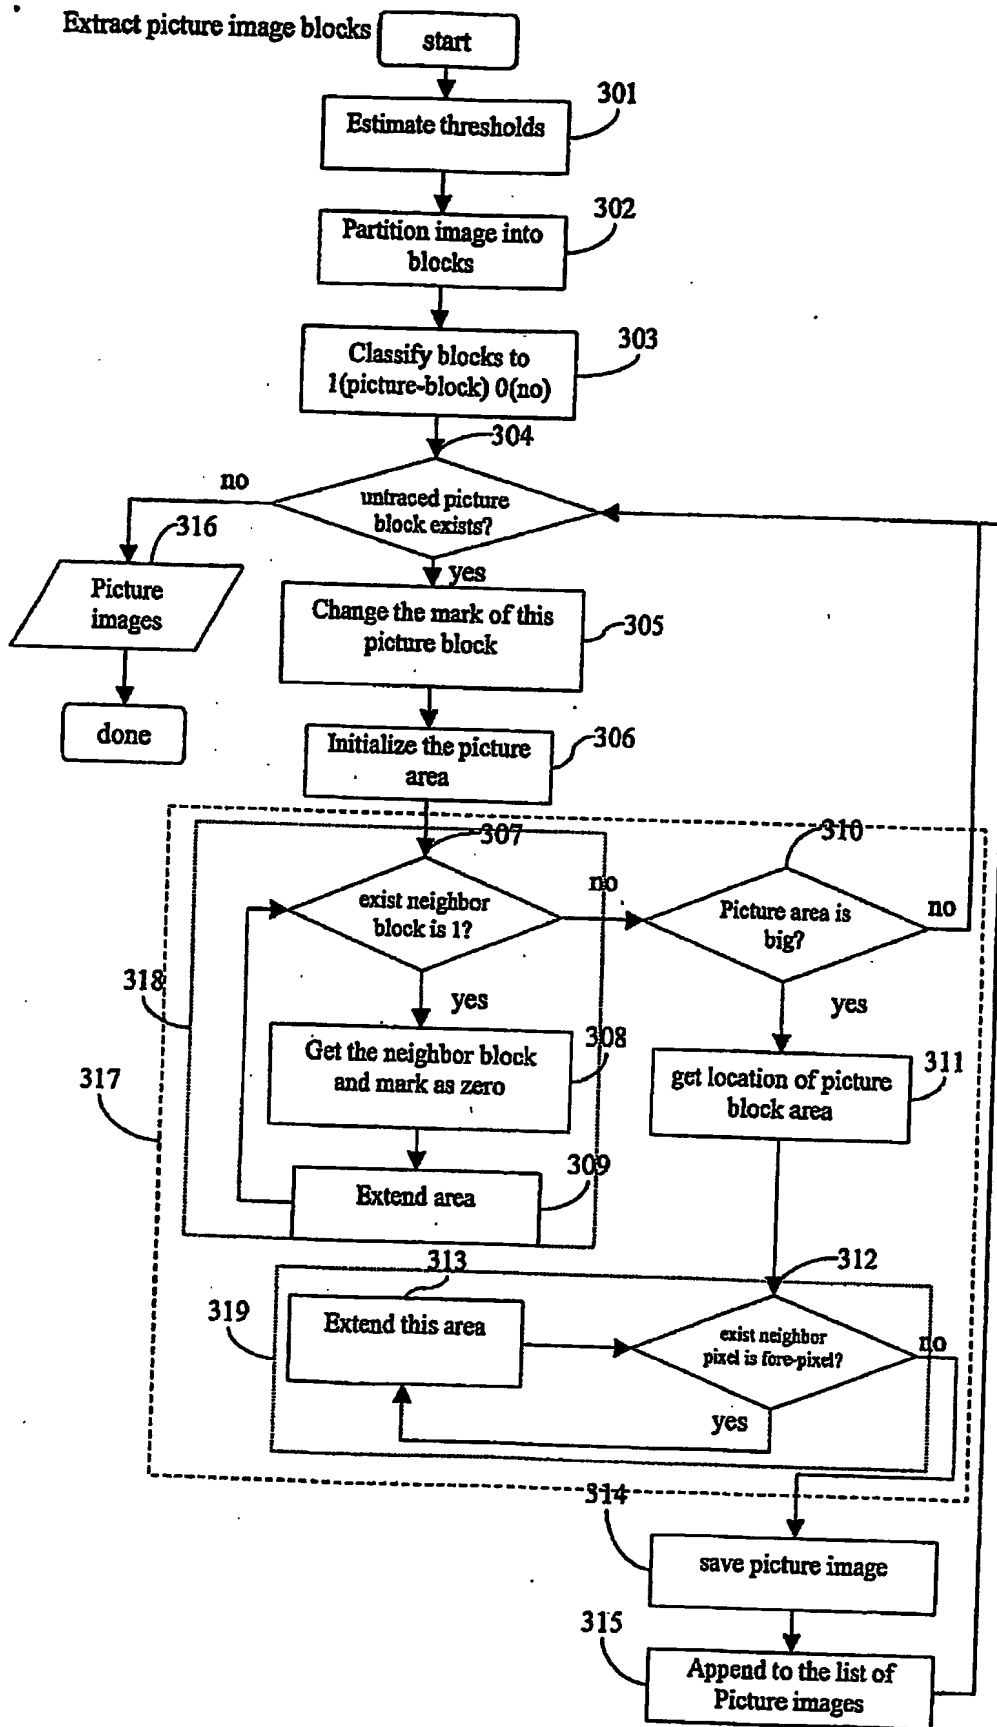 Extract picture image blocks
start
301
Estimate thresholds
302
Partition image into
blocks
303
Classify blocks to
1(picture-block) 0(no)
304
no
untraced picture
block exists?
316
yes
Picture
images
Change the mark of this
picture block
305
done
Initialize the picture
area
306
307
310
exist neighbor
block is 1?
no
Picture area is
big?
no
318
yes
yes
Get the neighbor block
and mark as zero
308
317
get location of picture
block area
311
309
Extend area
313
312
319
Extend this area
exist neighbor
pixel is fore-pixel?
no
yes
314
save picture image
315
Append to the list of
Picture images